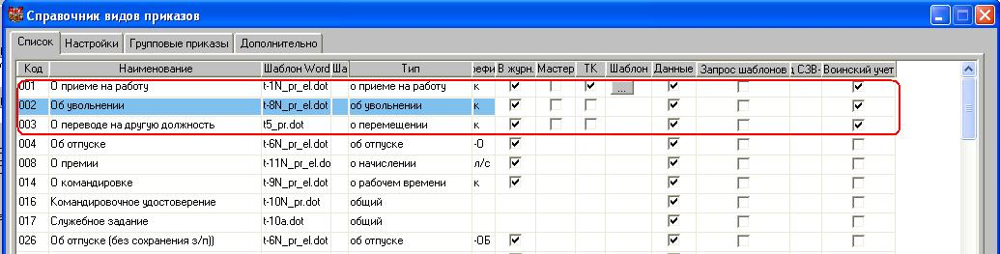 Справочник видов приказов
Список Настройки Групповые приказы Дополнительно
Код Наименование Шаблон Word Ша Тип рефи В журн. Мастер ТК Шаблон Данные Запрос шаблонов СЗВ- Воинский учет
001 О приеме на работу t-1N_pr_el.dot о приеме на работу к ...
002 Об увольнении t-8N_pr_el.dot об увольнении к
003 О переводе на другую должность t5_pr.dot о перемещении к
004 Об отпуске t-6N_pr_el.dot об отпуске -О
008 О премии t-11N_pr_el.do о начислении л/с
014 О командировке t-9N_pr_el.dot о рабочем времени к
016 Командировочное удостоверение t-10N_pr.dot общий
017 Служебное задание t-10a.dot общий
026 Об отпуске (без сохранения з/п)) t-6N_pr_el.dot об отпуске -ОБ